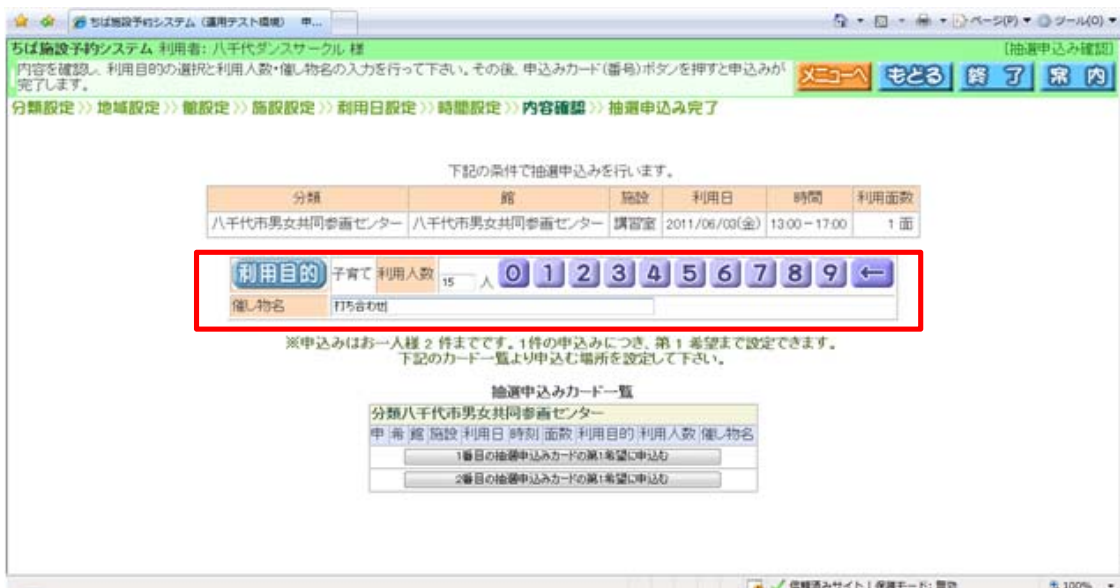 ちば施設予約システム (運用テスト環境) 申...
ページ(P) ツール(O)
ちば施設予約システム 利用者: 八千代ダンスサークル 様 [抽選申込み確認]
内容を確認し、利用目的の選択と利用人数・催し物名の入力を行って下さい。その後、申込みカード(番号)ボタンを押すと申込みが
完了します。
メニューへ もどる 終 了 案 内
分類設定 >> 地域設定 >> 館設定 >> 施設設定 >> 利用日設定 >> 時間設定 >> 内容確認 >> 抽選申込み完了
下記の条件で抽選申込みを行います。
分類 館 施設 利用日 時間 利用面数
八千代市男女共同参画センター 八千代市男女共同参画センター 講習室 2011/06/03(金) 13:00-17:00 1 面
利用目的 子育て 利用人数 15 人 0 1 2 3 4 5 6 7 8 9 ←
催し物名 打ち合わせ
※申込みはお一人様 2 件までです。1件の申込みにつき、第 1 希望まで設定できます。
下記のカード一覧より申込む場所を設定して下さい。
抽選申込みカード一覧
分類八千代市男女共同参画センター
申 希 館 施設 利用日 時刻 面数 利用目的 利用人数 催し物名
1番目の抽選申込みカードの第1希望に申込む
2番目の抽選申込みカードの第1希望に申込む
信頼済みサイト | 保護モード: 無効 100%